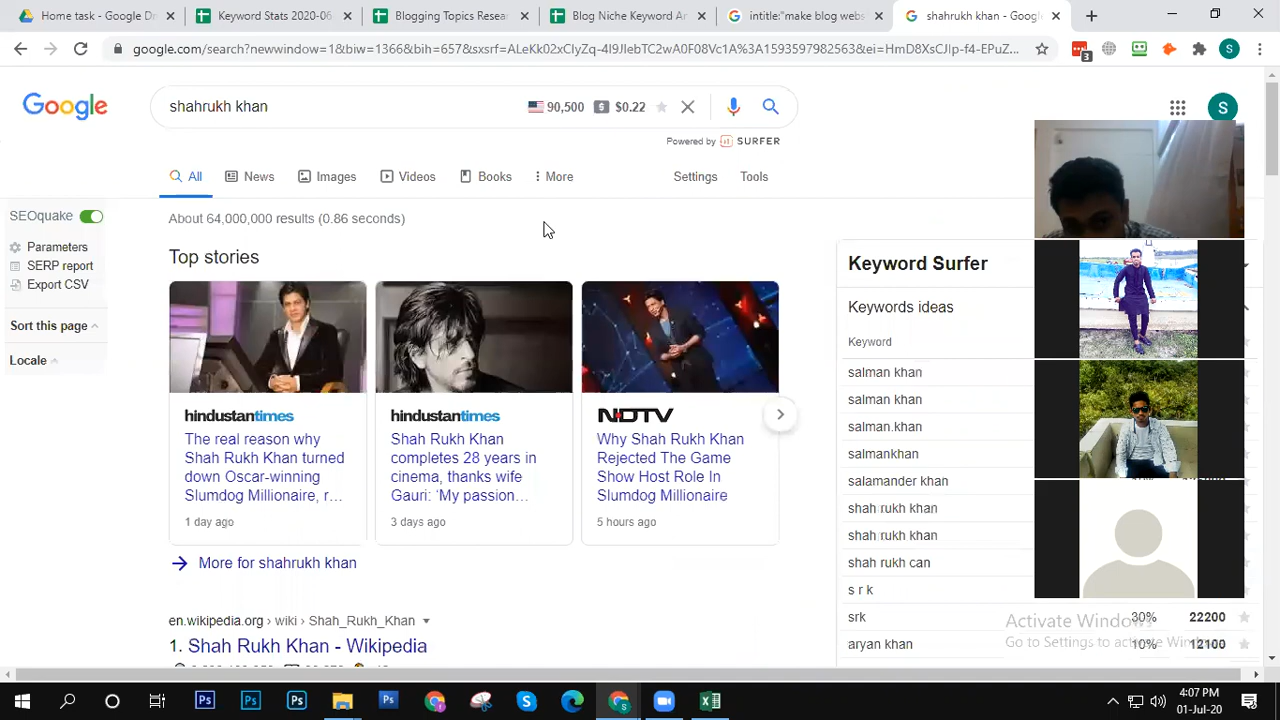 Home task - Google Dri
Keyword Stats 2020-06
Blogging Topics Resea
Blog Niche Keyword An
intitle:"make blog webs
shahrukh khan - Google
google.com/search?newwindow=1&biw=1366&bih=657&sxsrf=ALeKk02xClyZq-4I9JlebTC2wA0F08Vc1A%3A1593597982563&ei=HmD8XsCJIp-f4-EPuZ...
3
S
Google
shahrukh khan
90,500
$
$0.22
S
Powered by SURFER
All
News
Images
Videos
Books
More
Settings
Tools
About 64,000,000 results (0.86 seconds)
SEOquake
Parameters
SERP report
Export CSV
Sort this page
Locale
Top stories
hindustantimes
The real reason why
Shah Rukh Khan turned
down Oscar-winning
Slumdog Millionaire, r...
1 day ago
hindustantimes
Shah Rukh Khan
completes 28 years in
cinema, thanks wife
Gauri: 'My passion...
3 days ago
NDTV
Why Shah Rukh Khan
Rejected The Game
Show Host Role In
Slumdog Millionaire
5 hours ago
More for shahrukh khan
en.wikipedia.org › wiki › Shah_Rukh_Khan
1. Shah Rukh Khan - Wikipedia
Keyword Surfer
Keywords ideas
Keyword
salman khan
salman khan
salman.khan
salmankhan
salamander khan
shah rukh khan
shah rukh khan
shah rukh can
s r k
srk 30% 22200
aryan khan 10% 12100
Activate Windows
Go to Settings to activate Windows.
4:07 PM
01-Jul-20